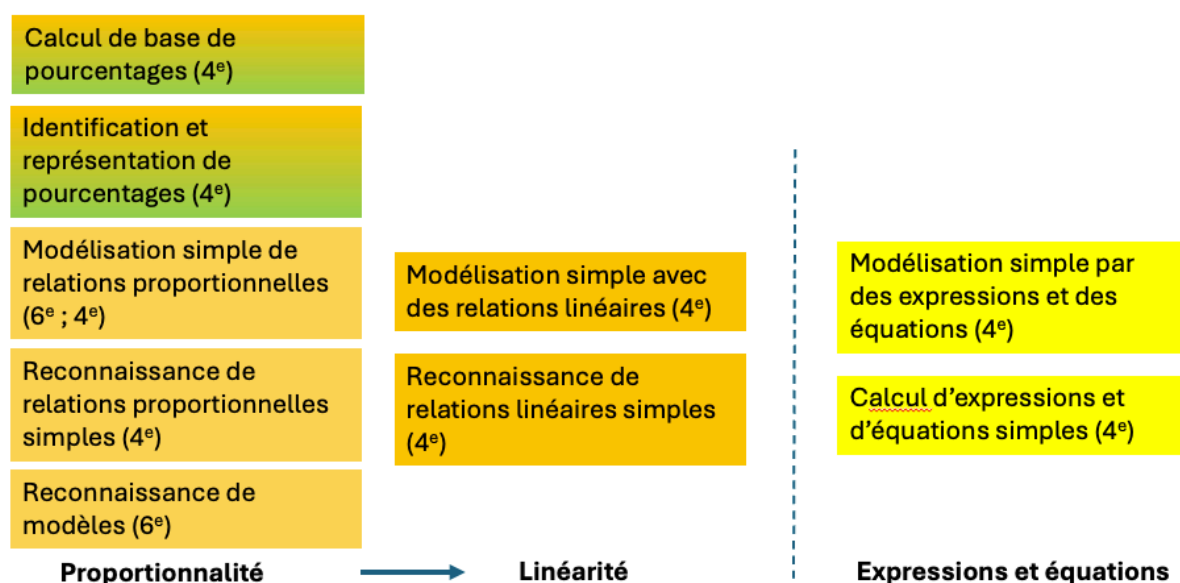 Calcul de base de
pourcentages (4ᵉ)
Identification et
représentation de
pourcentages (4ᵉ)
Modélisation simple de
relations proportionnelles
(6ᵉ ; 4ᵉ)
Reconnaissance de
relations proportionnelles
simples (4ᵉ)
Reconnaissance de
modèles (6ᵉ)
Proportionnalité
Modélisation simple avec
des relations linéaires (4ᵉ)
Reconnaissance de
relations linéaires simples
(4ᵉ)
Linéarité
Modélisation simple par
des expressions et des
équations (4ᵉ)
Calcul d’expressions et
d’équations simples (4ᵉ)
Expressions et équations